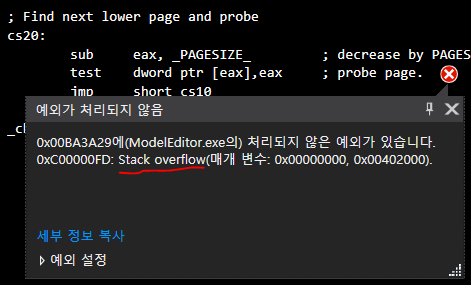 ; Find next lower page and probe
cs20:
sub eax, _PAGESIZE_ ; decrease by PAGES
test dword ptr [eax],eax ; probe page.
jmp short cs10
_c
예외가 처리되지 않음
0x00BA3A29에(ModelEditor.exe의) 처리되지 않은 예외가 있습니다.
0xC00000FD: Stack overflow(매개 변수: 0x00000000, 0x00402000).
세부 정보 복사
예외 설정